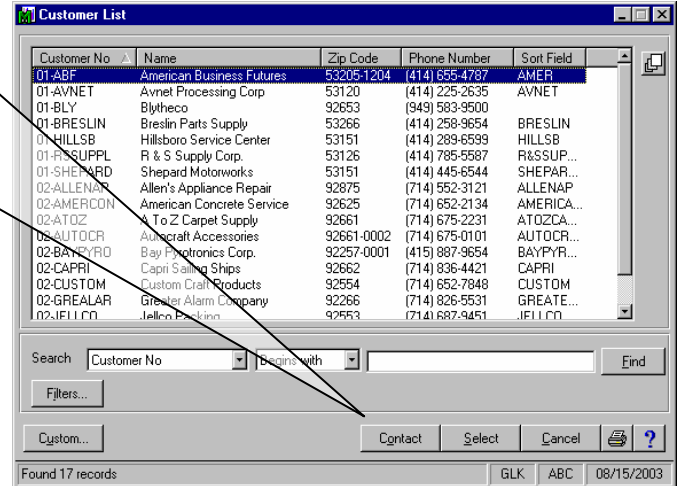 Customer List
Customer No Name Zip Code Phone Number Sort Field
01-ABF American Business Futures 53205-1204 (414) 655-4787 AMER
01-AVNET Avnet Processing Corp 53120 (414) 225-2635 AVNET
01-BLY Blytheco 92653 (949) 583-9500
01-BRESLIN Breslin Parts Supply 53266 (414) 258-9654 BRESLIN
01-HILLSB Hillsboro Service Center 53151 (414) 289-6599 HILLSB
01-RSSUPPL R & S Supply Corp. 53126 (414) 785-5587 R&SSUP...
01-SHEPARD Shepard Motorworks 53151 (414) 445-6544 SHEPAR...
02-ALLENAP Allen's Appliance Repair 92875 (714) 552-3121 ALLENAP
02-AMERCON American Concrete Service 92625 (714) 652-2134 AMERICA...
02-ATOZ A To Z Carpet Supply 92661 (714) 675-2231 ATOZCA...
02-AUTOCR Autocraft Accessories 92661-0002 (714) 675-0101 AUTOCR...
02-BAYPYRO Bay Pyrotronics Corp. 92257-0001 (415) 887-9654 BAYPYR...
02-CAPRI Capri Sailing Ships 92662 (714) 836-4421 CAPRI
02-CUSTOM Custom Craft Products 92554 (714) 652-7848 CUSTOM
02-GREALAR Greater Alarm Company 92266 (714) 826-5531 GREATE...
02-JELLCO Jellco Packing 92553 (714) 687-9451 JELLCO
Search Customer No Begins with Find
Filters...
Custom... Contact Select Cancel ?
Found 17 records GLK ABC 08/15/2003